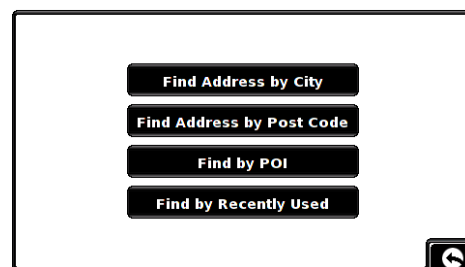 Find Address by City
Find Address by Post Code
Find by POI
Find by Recently Used